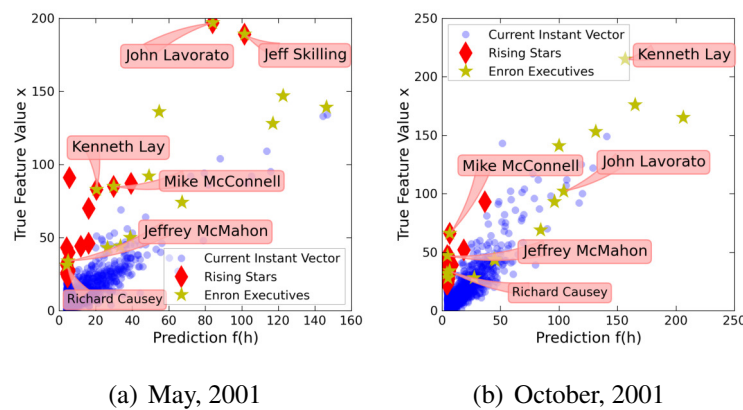 True Feature Value x
200
150
100
50
0
0 20 40 60 80 100 120 140 160
Prediction f(h)
John Lavorato
Jeff Skilling
Kenneth Lay
Mike McConnell
Jeffrey McMahon
Richard Causey
Current Instant Vector
Rising Stars
Enron Executives
(a) May, 2001
True Feature Value x
250
200
150
100
50
0
0 50 100 150 200 250
Prediction f(h)
Current Instant Vector
Rising Stars
Enron Executives
Kenneth Lay
Mike McConnell
John Lavorato
Jeffrey McMahon
Richard Causey
(b) October, 2001